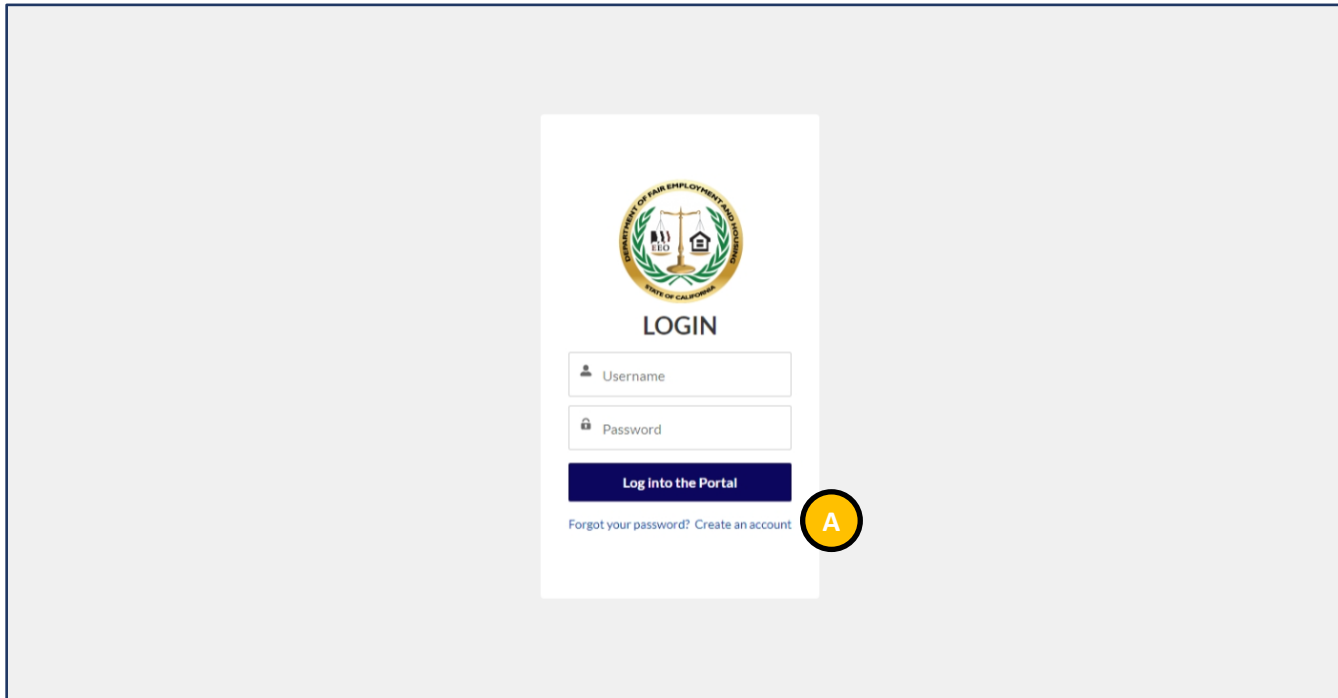 DEPARTMENT OF FAIR EMPLOYMENT AND HOUSING
EEO
STATE OF CALIFORNIA
LOGIN
Username
Password
Log into the Portal
Forgot your password? Create an account
A